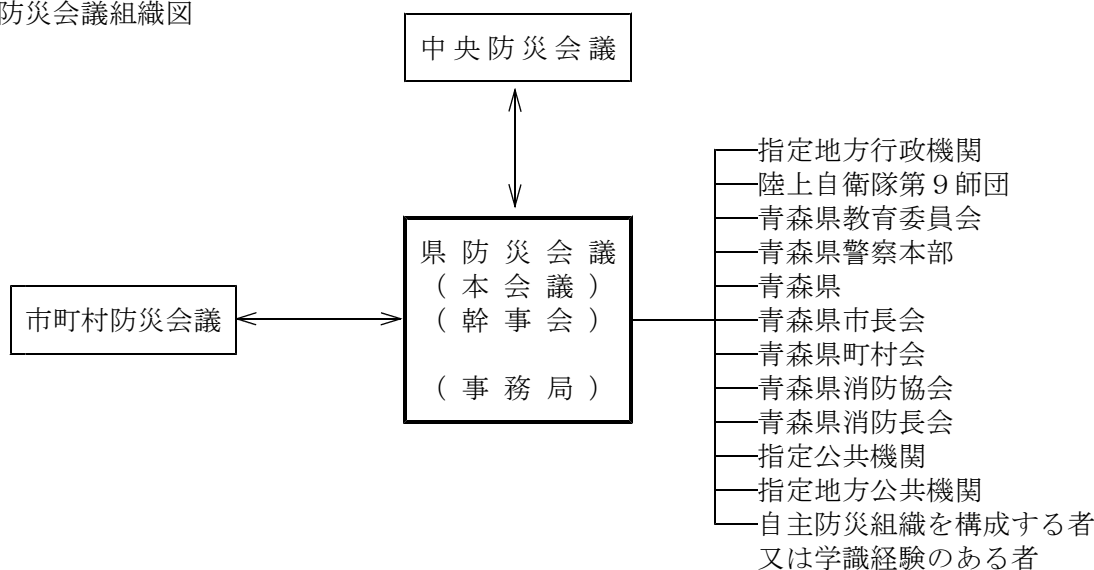 防災会議組織図
中央防災会議
県防災会議
（本会議）
（幹事会）
（事務局）
市町村防災会議
指定地方行政機関
陸上自衛隊第９師団
青森県教育委員会
青森県警察本部
青森県
青森県市長会
青森県町村会
青森県消防協会
青森県消防長会
指定公共機関
指定地方公共機関
自主防災組織を構成する者
又は学識経験のある者